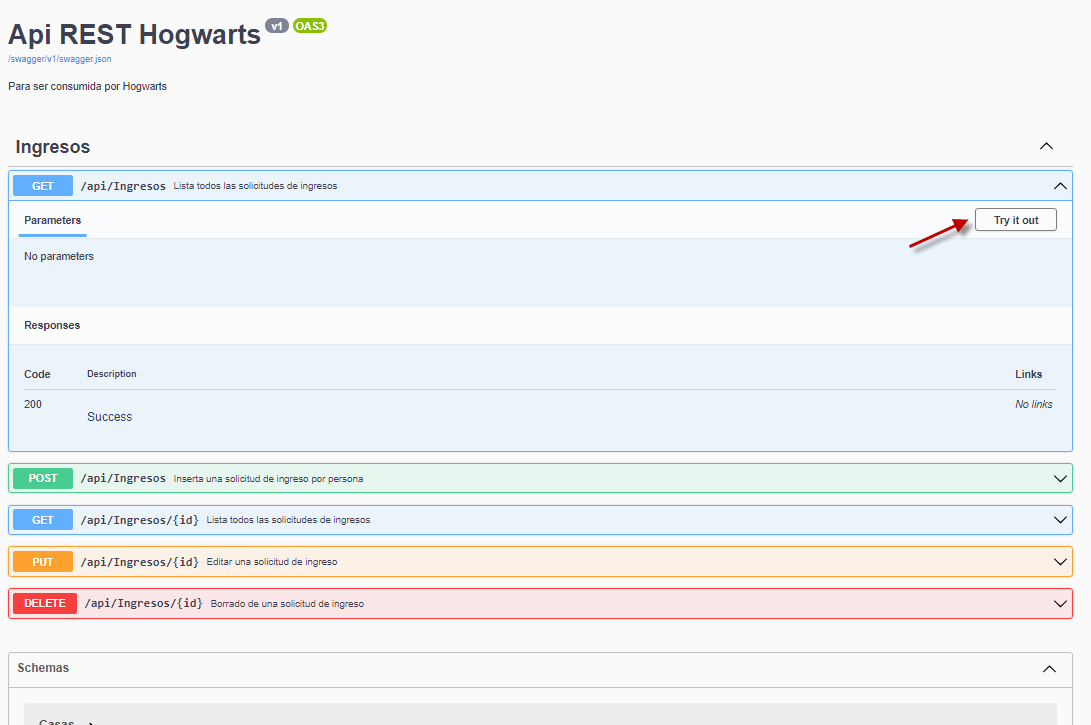 Api REST Hogwarts v1 OAS3
/swagger/v1/swagger.json
Para ser consumida por Hogwarts
Ingresos
GET /api/Ingresos Lista todos las solicitudes de ingresos
Parameters Try it out
No parameters
Responses
Code Description Links
200 Success No links
POST /api/Ingresos Inserta una solicitud de ingreso por persona
GET /api/Ingresos/{id} Lista todos las solicitudes de ingresos
PUT /api/Ingresos/{id} Editar una solicitud de ingreso
DELETE /api/Ingresos/{id} Borrado de una solicitud de ingreso
Schemas
Casas